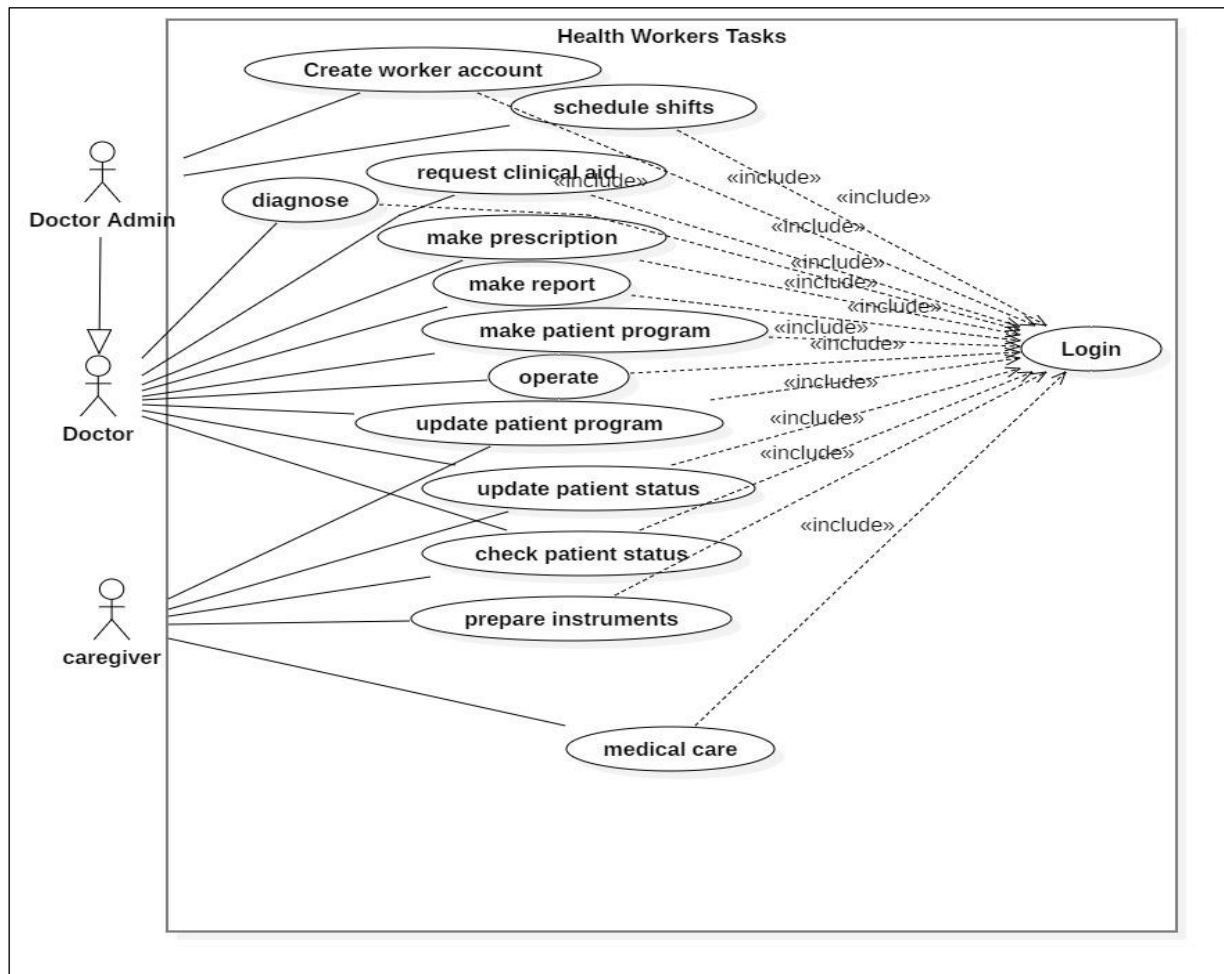 Health Workers Tasks
Create worker account
schedule shifts
request clinical aid
«include»
«include»
«include»
diagnose
Doctor Admin
make prescription
«include»
«include»
make report
«include»
«include»
make patient program
«include»
«include»
Login
operate
«include»
Doctor
update patient program
«include»
«include»
update patient status
«include»
check patient status
prepare instruments
caregiver
medical care